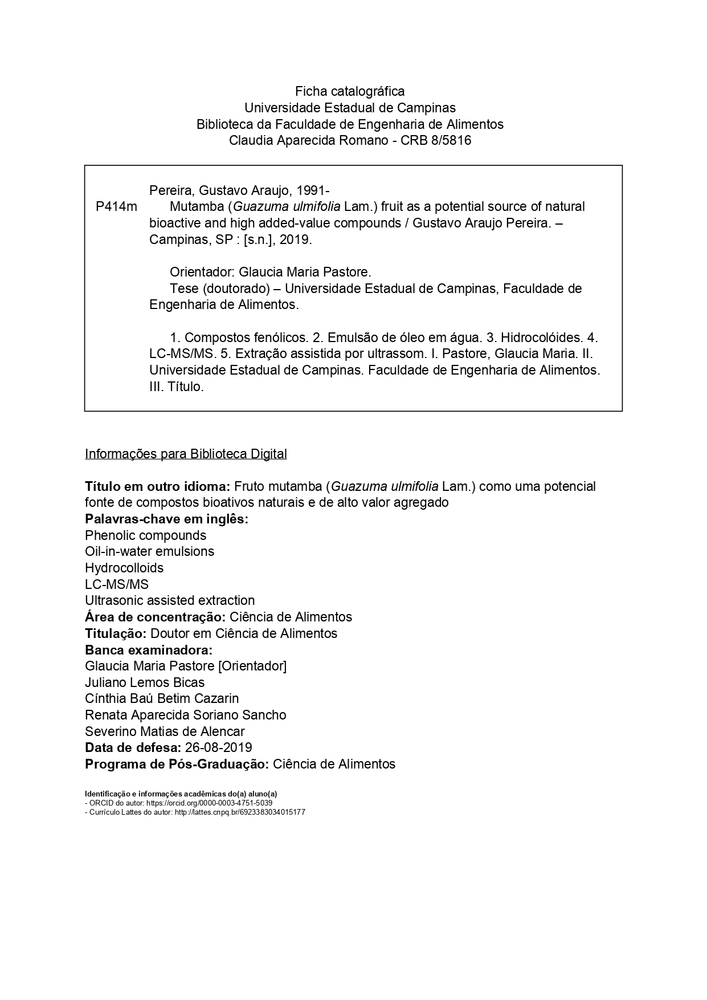 Ficha catalográfica
Universidade Estadual de Campinas
Biblioteca da Faculdade de Engenharia de Alimentos
Claudia Aparecida Romano - CRB 8/5816
Pereira, Gustavo Araujo, 1991-
P414m Mutamba (Guazuma ulmifolia Lam.) fruit as a potential source of natural
bioactive and high added-value compounds / Gustavo Araujo Pereira. –
Campinas, SP : [s.n.], 2019.
Orientador: Glaucia Maria Pastore.
Tese (doutorado) – Universidade Estadual de Campinas, Faculdade de
Engenharia de Alimentos.
1. Compostos fenólicos. 2. Emulsão de óleo em água. 3. Hidrocolóides. 4.
LC-MS/MS. 5. Extração assistida por ultrassom. I. Pastore, Glaucia Maria. II.
Universidade Estadual de Campinas. Faculdade de Engenharia de Alimentos.
III. Título.
Informações para Biblioteca Digital
Título em outro idioma: Fruto mutamba (Guazuma ulmifolia Lam.) como uma potencial
fonte de compostos bioativos naturais e de alto valor agregado
Palavras-chave em inglês:
Phenolic compounds
Oil-in-water emulsions
Hydrocolloids
LC-MS/MS
Ultrasonic assisted extraction
Área de concentração: Ciência de Alimentos
Titulação: Doutor em Ciência de Alimentos
Banca examinadora:
Glaucia Maria Pastore [Orientador]
Juliano Lemos Bicas
Cínthia Baú Betim Cazarin
Renata Aparecida Soriano Sancho
Severino Matias de Alencar
Data de defesa: 26-08-2019
Programa de Pós-Graduação: Ciência de Alimentos
Identificação e informações acadêmicas do(a) aluno(a)
- ORCID do autor: https://orcid.org/0000-0003-4751-5039
- Currículo Lattes do autor: http://lattes.cnpq.br/6923383034015177